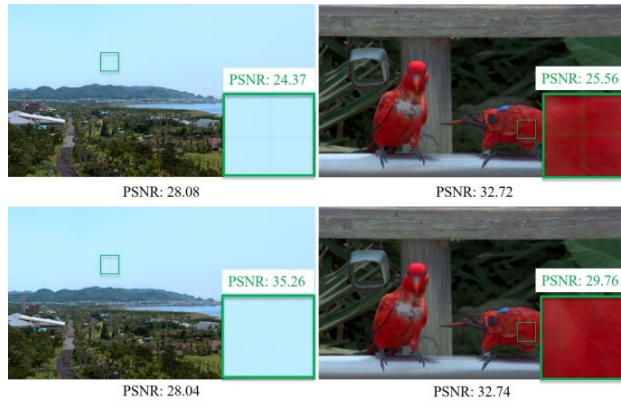 PSNR: 24.37
PSNR: 25.56
PSNR: 28.08
PSNR: 32.72
PSNR: 35.26
PSNR: 29.76
PSNR: 28.04
PSNR: 32.74